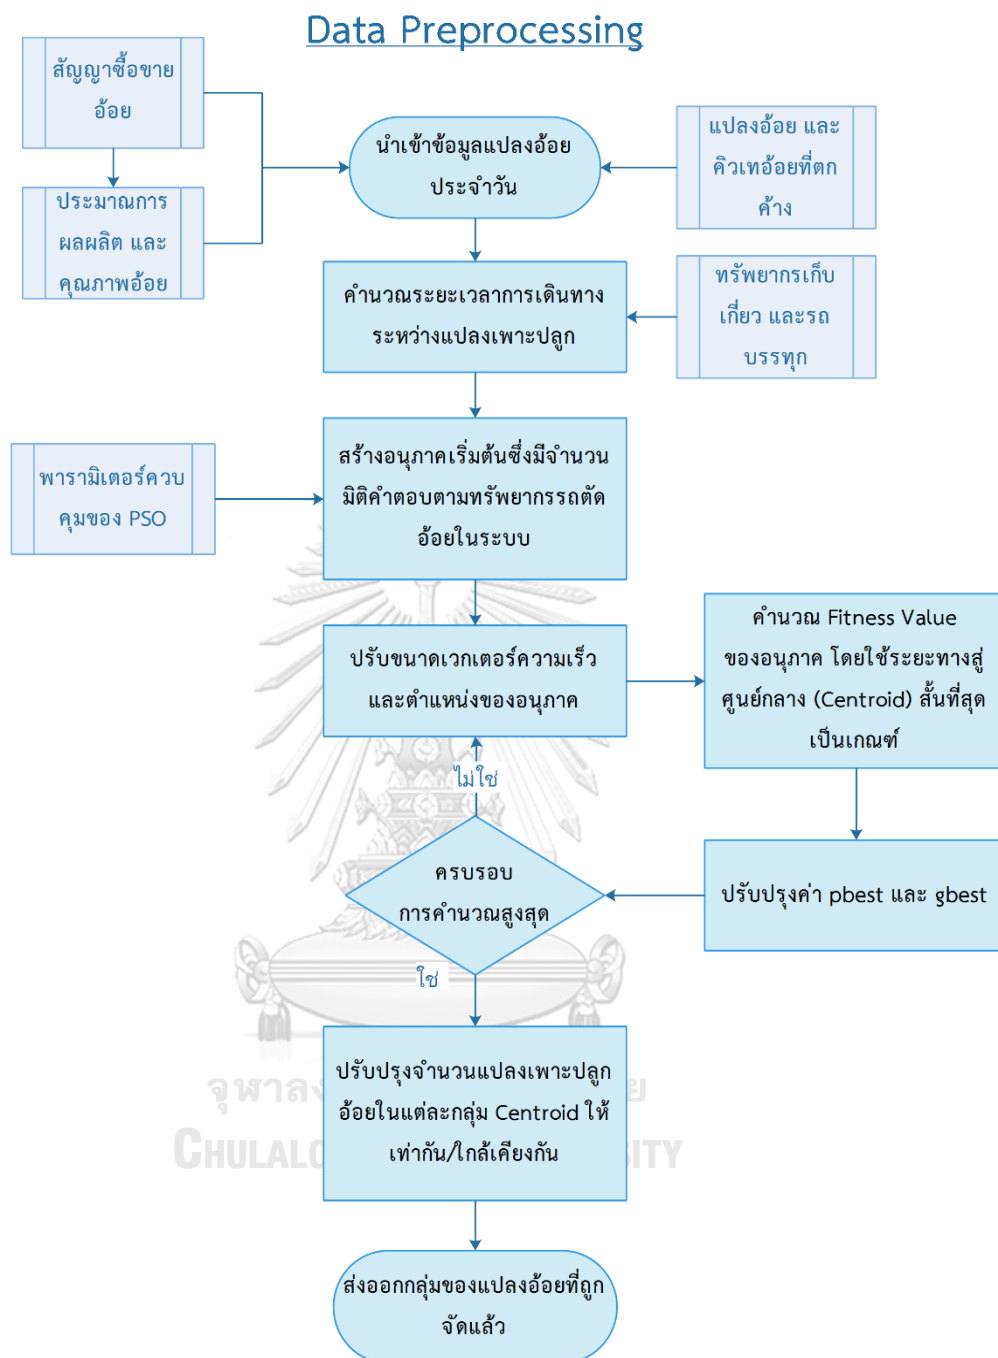 Data Preprocessing
สัญญาซื้อขาย
อ้อย
นำเข้าข้อมูลแปลงอ้อย
ประจำวัน
แปลงอ้อย และ
คิวเทอ้อยที่ตก
ค้าง
ประมาณการ
ผลผลิต และ
คุณภาพอ้อย
คำนวณระยะเวลาการเดินทาง
ระหว่างแปลงเพาะปลูก
ทรัพยากรเก็บ
เกี่ยว และรถ
บรรทุก
พารามิเตอร์ควบ
คุมของ PSO
สร้างอนุภาคเริ่มต้นซึ่งมีจำนวน
มิติคำตอบตามทรัพยากรรถตัด
อ้อยในระบบ
ปรับขนาดเวกเตอร์ความเร็ว
และตำแหน่งของอนุภาค
คำนวณ Fitness Value
ของอนุภาค โดยใช้ระยะทางสู่
ศูนย์กลาง (Centroid) สั้นที่สุด
เป็นเกณฑ์
ไม่ใช่
ครบรอบ
การคำนวณสูงสุด
ปรับปรุงค่า pbest และ gbest
ใช่
ปรับปรุงจำนวนแปลงเพาะปลูก
อ้อยในแต่ละกลุ่ม Centroid ให้
เท่ากัน/ใกล้เคียงกัน
ส่งออกกลุ่มของแปลงอ้อยที่ถูก
จัดแล้ว